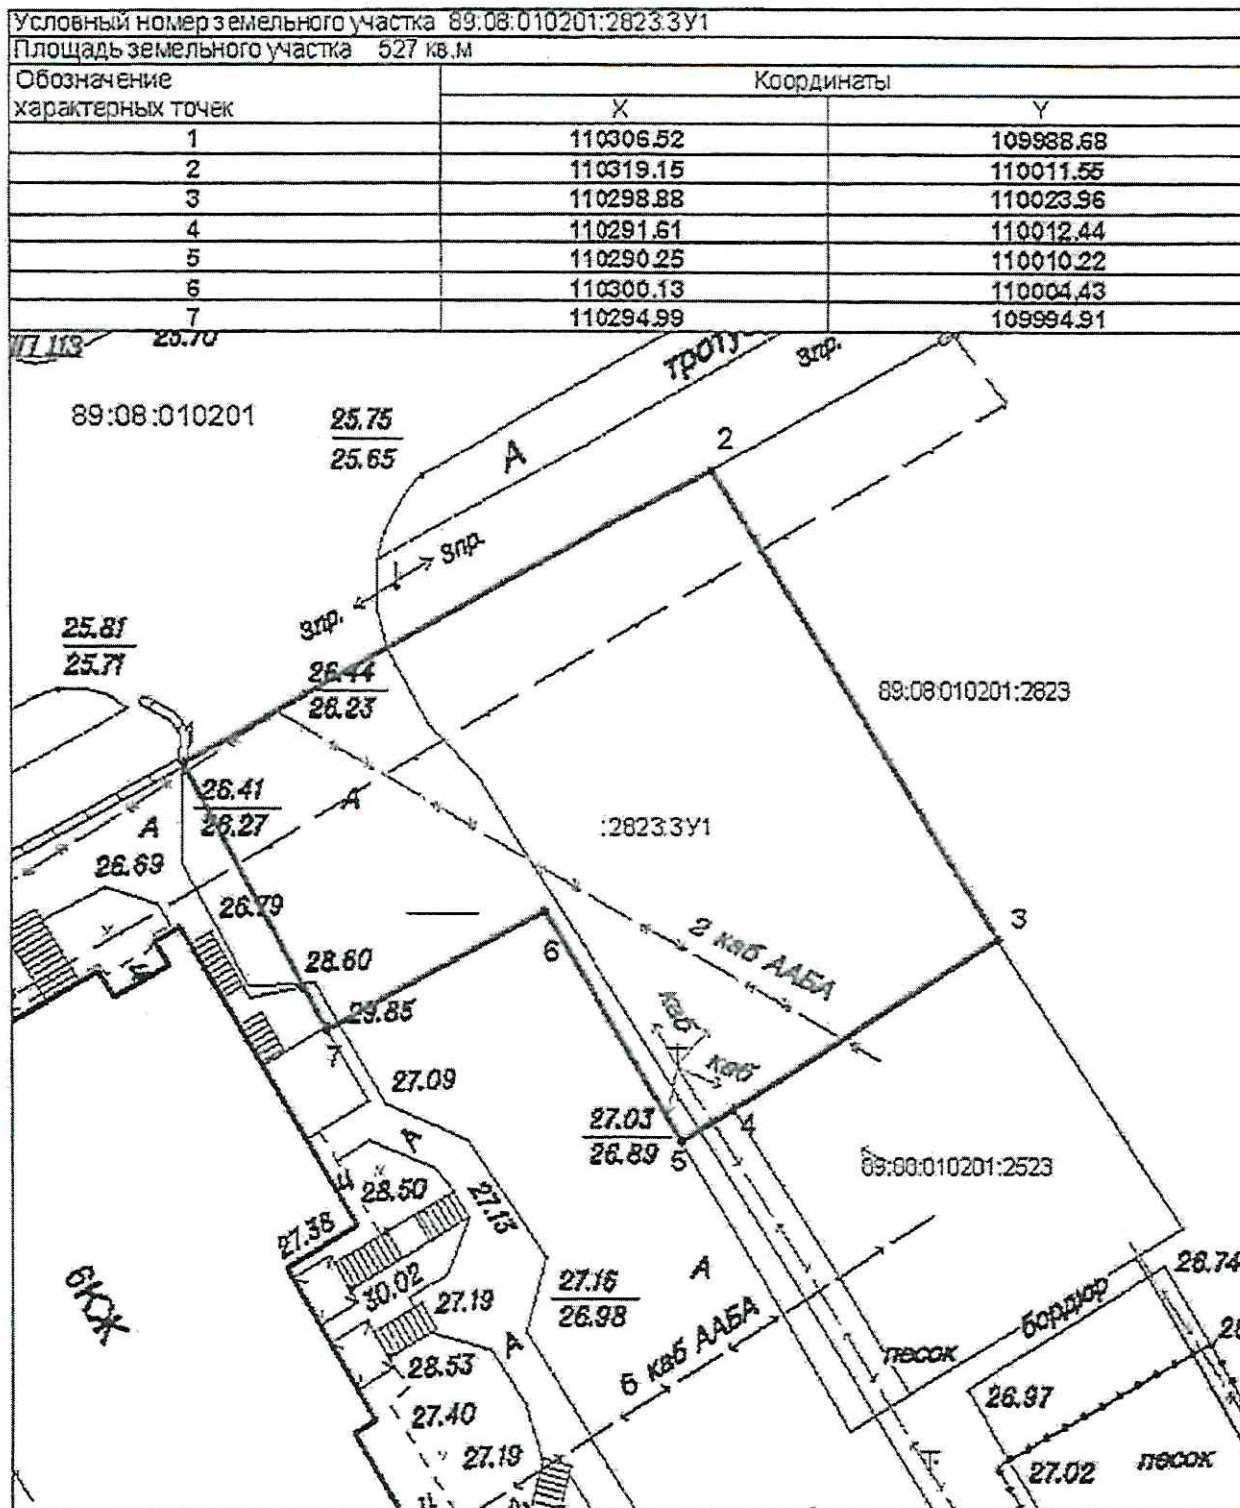 Условный номер земельного участка 89:08:010201:2823:ЗУ1
Площадь земельного участка 527 кв.м
Обозначение характерных точек Координаты
X Y
1 110306.52 109988.68
2 110319.15 110011.55
3 110298.88 110023.96
4 110291.61 110012.44
5 110290.25 110010.22
6 110300.13 110004.43
7 110294.99 109994.91
113
25.70
троту
3пр.
89:08:010201
25.75
25.65
А
2
3пр.
3пр.
25.81
25.71
26.44
26.23
89:08:010201:2823
1
26.41
26.27
А
А
:2823:ЗУ1
26.69
26.79
6
3
2 каб ААБА
28.60
29.85
7
каб
каб
27.09
27.03
26.89
4
5
А
89:08:010201:2523
ц
28.50
27.13
27.38
6КЖ
30.02
27.19
27.16
26.98
А
26.74
бордюр
6 каб ААБА
песок
А
28.53
26.97
27.40
27.19
27.02
песок